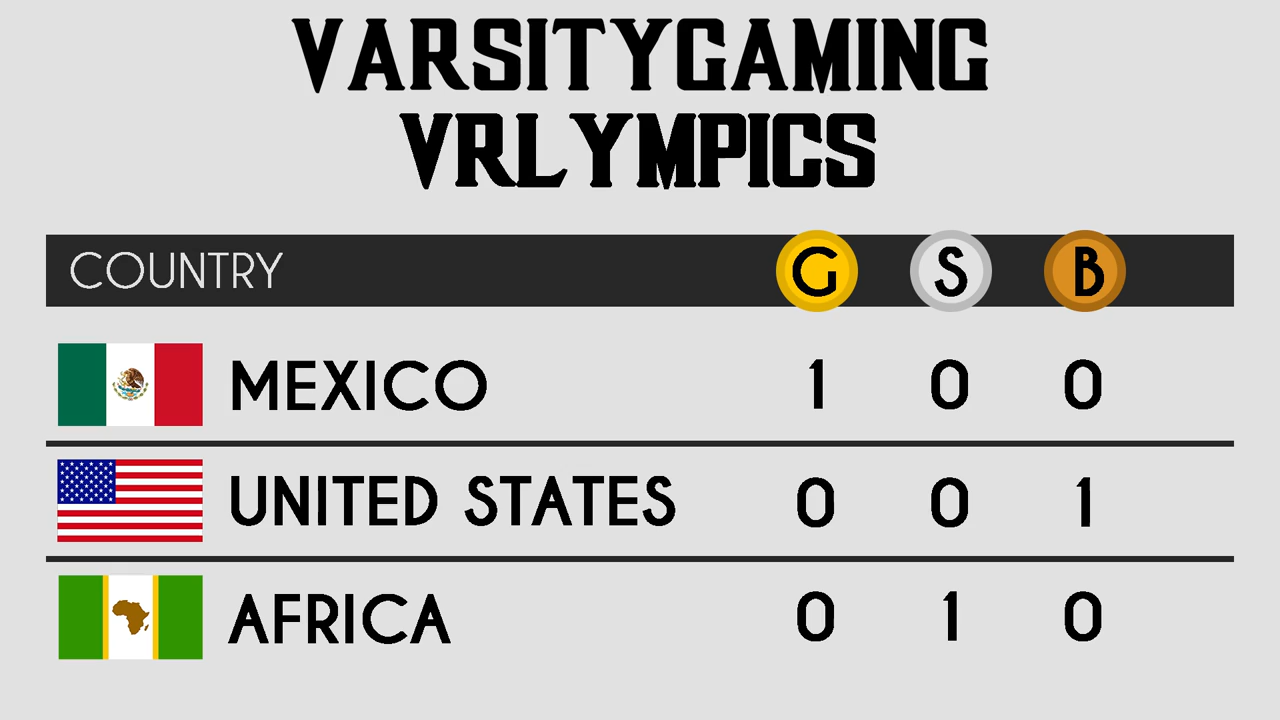 VARSITYGAMING
VRLYMPICS
COUNTRY G S B
MEXICO 1 0 0
UNITED STATES 0 0 1
AFRICA 0 1 0